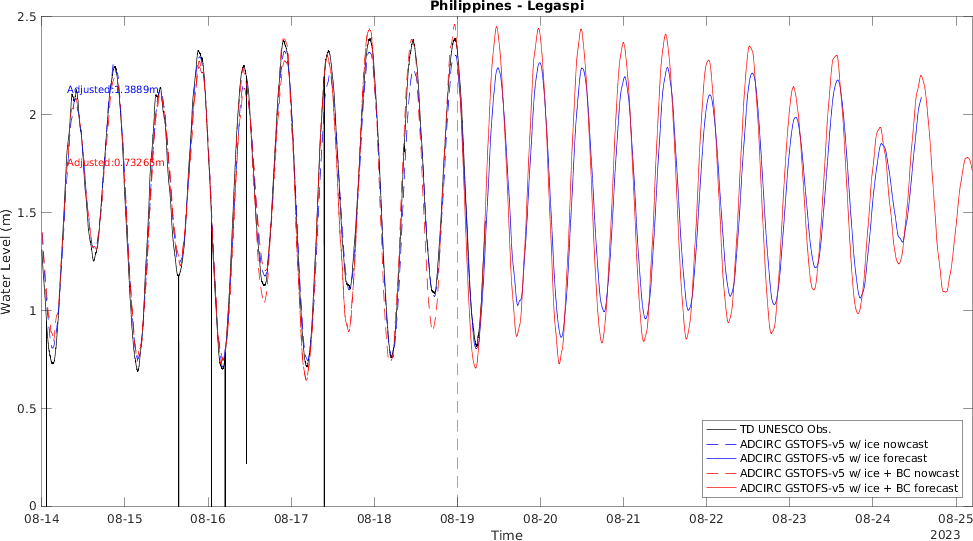 Philippines - Legaspi
Water Level (m)
2.5
2
1.5
1
0.5
0
Adjusted:1.3889m
Adjusted:0.73265m
TD UNESCO Obs.
ADCIRC GSTOFS-v5 w/ ice nowcast
ADCIRC GSTOFS-v5 w/ ice forecast
ADCIRC GSTOFS-v5 w/ ice + BC nowcast
ADCIRC GSTOFS-v5 w/ ice + BC forecast
08-14 08-15 08-16 08-17 08-18 08-19 08-20 08-21 08-22 08-23 08-24 08-25
Time
2023